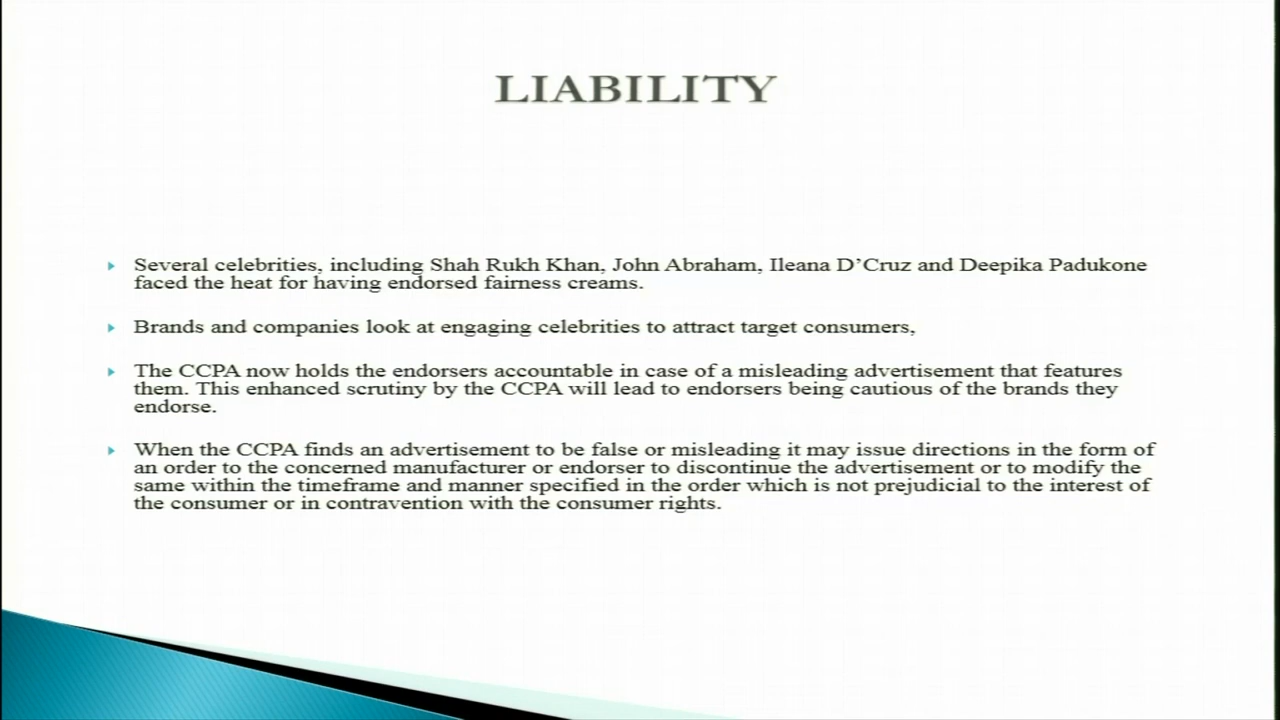 LIABILITY
Several celebrities, including Shah Rukh Khan, John Abraham, Ileana D’Cruz and Deepika Padukone
faced the heat for having endorsed fairness creams.
Brands and companies look at engaging celebrities to attract target consumers,
The CCPA now holds the endorsers accountable in case of a misleading advertisement that features
them. This enhanced scrutiny by the CCPA will lead to endorsers being cautious of the brands they
endorse.
When the CCPA finds an advertisement to be false or misleading it may issue directions in the form of
an order to the concerned manufacturer or endorser to discontinue the advertisement or to modify the
same within the timeframe and manner specified in the order which is not prejudicial to the interest of
the consumer or in contravention with the consumer rights.